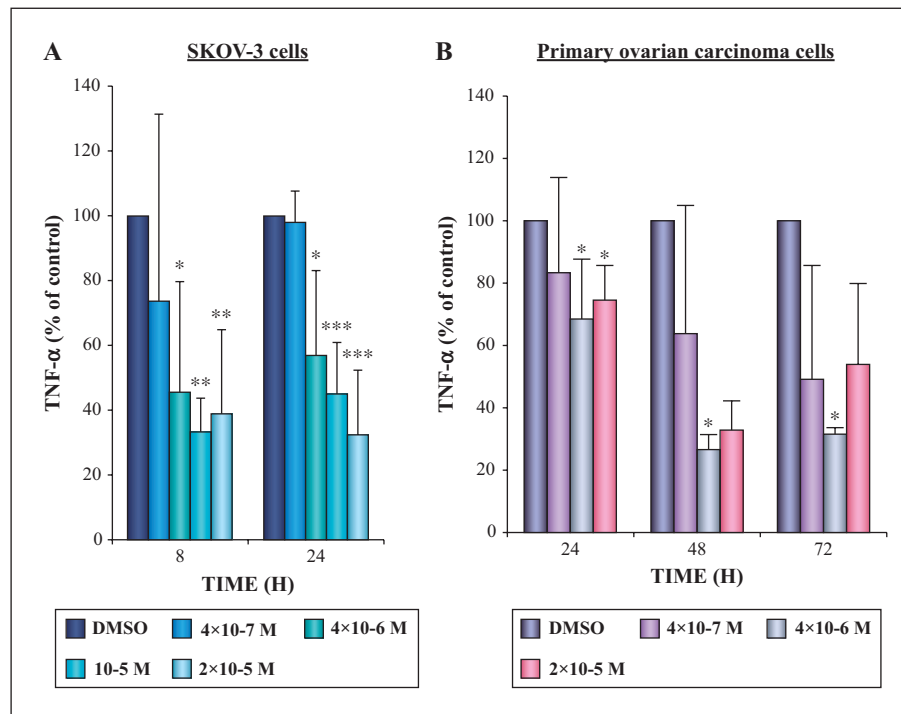 A
SKOV-3 cells
B
Primary ovarian carcinoma cells
TNF-α (% of control)
140
120
100
80
60
40
20
0
*
**
**
*
***
***
8
24
TIME (H)
DMSO
4×10-7 M
4×10-6 M
10-5 M
2×10-5 M
TNF-α (% of control)
140
120
100
80
60
40
20
0
*
*
*
*
24
48
72
TIME (H)
DMSO
4×10-7 M
4×10-6 M
2×10-5 M